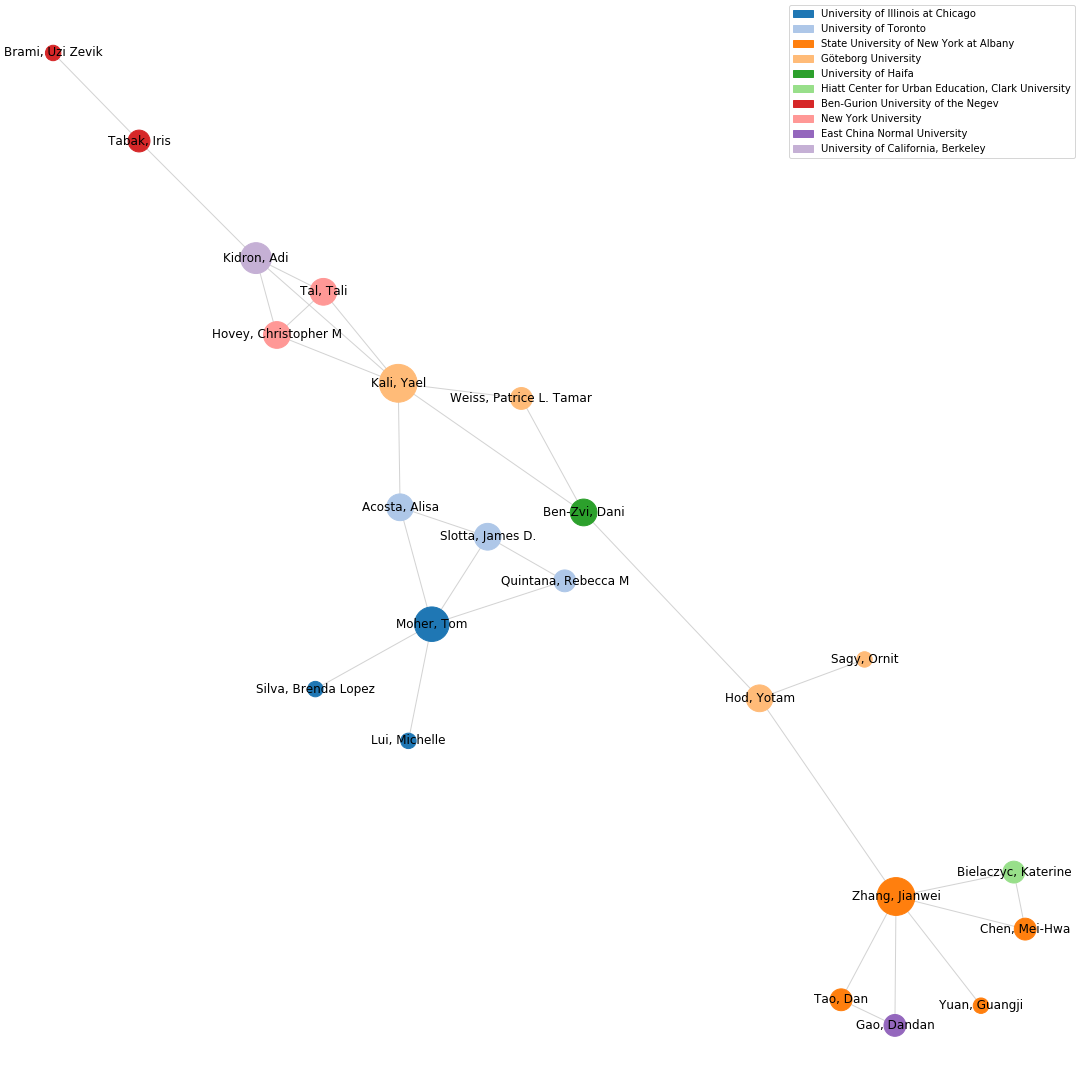 University of Illinois at Chicago
University of Toronto
State University of New York at Albany
Göteborg University
University of Haifa
Hiatt Center for Urban Education, Clark University
Ben-Gurion University of the Negev
New York University
East China Normal University
University of California, Berkeley
Brami, Uzi Zevik
Tabak, Iris
Kidron, Adi
Tal, Tali
Hovey, Christopher M
Kali, Yael
Weiss, Patrice L. Tamar
Acosta, Alisa
Ben-Zvi, Dani
Slotta, James D.
Quintana, Rebecca M
Moher, Tom
Sagy, Ornit
Silva, Brenda Lopez
Hod, Yotam
Lui, Michelle
Bielaczyc, Katerine
Zhang, Jianwei
Chen, Mei-Hwa
Tao, Dan
Yuan, Guangji
Gao, Dandan